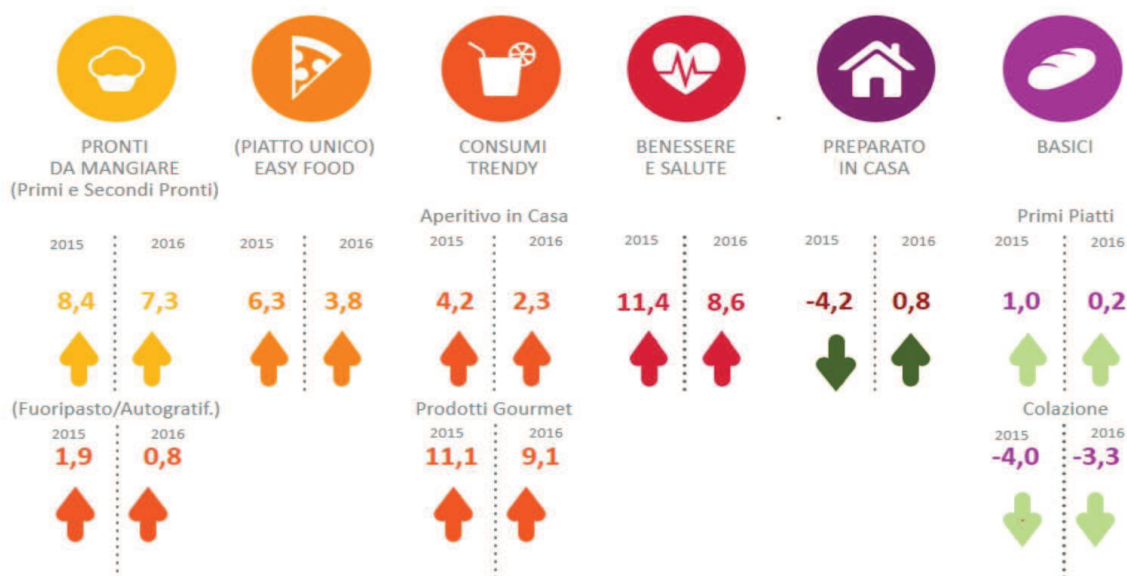 PRONTI
DA MANGIARE
(Primi e Secondi Pronti)
(PIATTO UNICO)
EASY FOOD
CONSUMI
TRENDY
BENESSERE
E SALUTE
PREPARATO
IN CASA
BASICI
Aperitivo in Casa
Primi Piatti
2015 2016 2015 2016 2015 2016 2015 2016 2015 2016 2015 2016
8,4 7,3 6,3 3,8 4,2 2,3 11,4 8,6 -4,2 0,8 1,0 0,2
(Fuoripasto/Autogratif.)
Prodotti Gourmet
Colazione
2015 2016 2015 2016 2015 2016
1,9 0,8 11,1 9,1 -4,0 -3,3